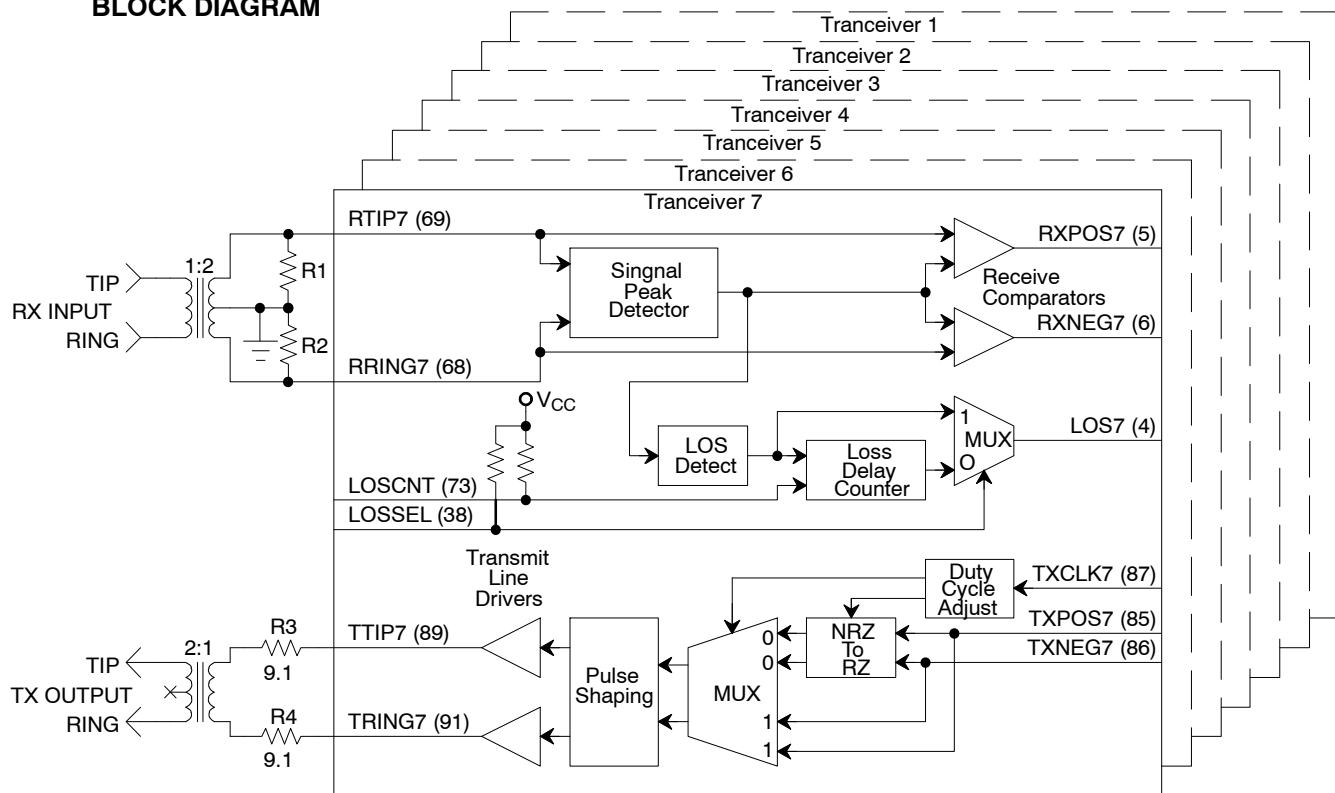 BLOCK DIAGRAM
Tranceiver 1
Tranceiver 2
Tranceiver 3
Tranceiver 4
Tranceiver 5
Tranceiver 6
Tranceiver 7
RTIP7 (69)
RXPOS7 (5)
1:2
R1
TIP
RX INPUT
RING
R2
Singnal
Peak
Detector
Receive
Comparators
RXNEG7 (6)
RRING7 (68)
VCC
LOS
Detect
Loss
Delay
Counter
1
MUX
O
LOS7 (4)
LOSCNT (73)
LOSSEL (38)
Transmit
Line
Drivers
Duty
Cycle
Adjust
TXCLK7 (87)
TXPOS7 (85)
TXNEG7 (86)
NRZ
To
RZ
R3
9.1
TTIP7 (89)
2:1
TIP
TX OUTPUT
RING
R4
9.1
TRING7 (91)
Pulse
Shaping
MUX
0
0
1
1